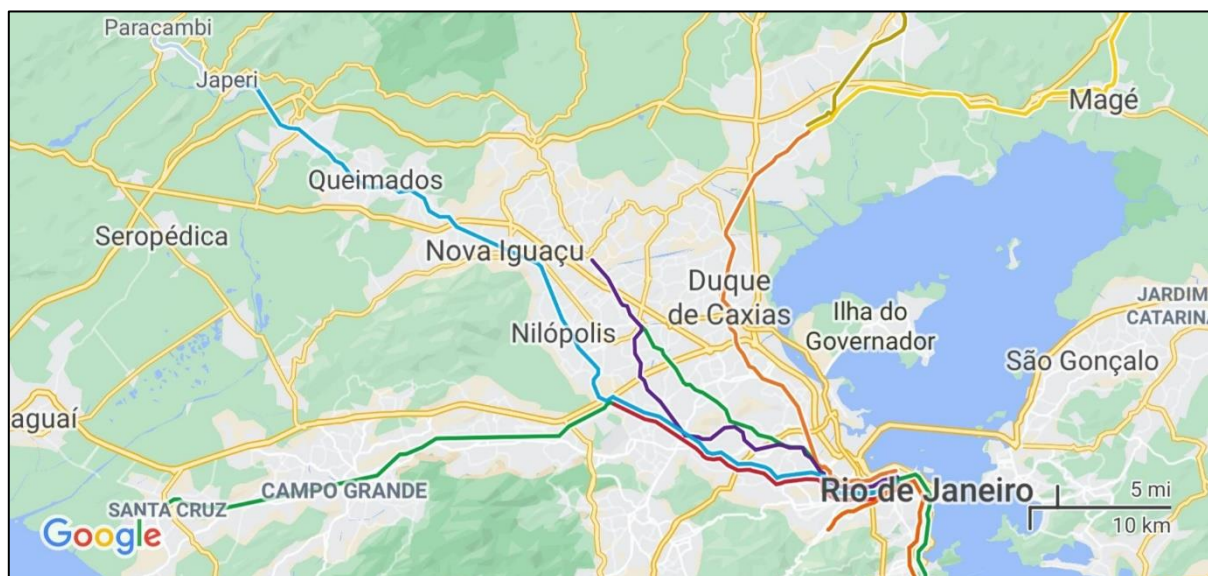 Paracambi
Japeri
Magé
Queimados
Seropédica
Nova Iguaçu
Duque
de Caxias
JARDIM
CATARINA
Ilha do
Governador
Nilópolis
São Gonçalo
aguaí
CAMPO GRANDE
SANTA CRUZ
Rio de Janeiro
5 mi
10 km
Google